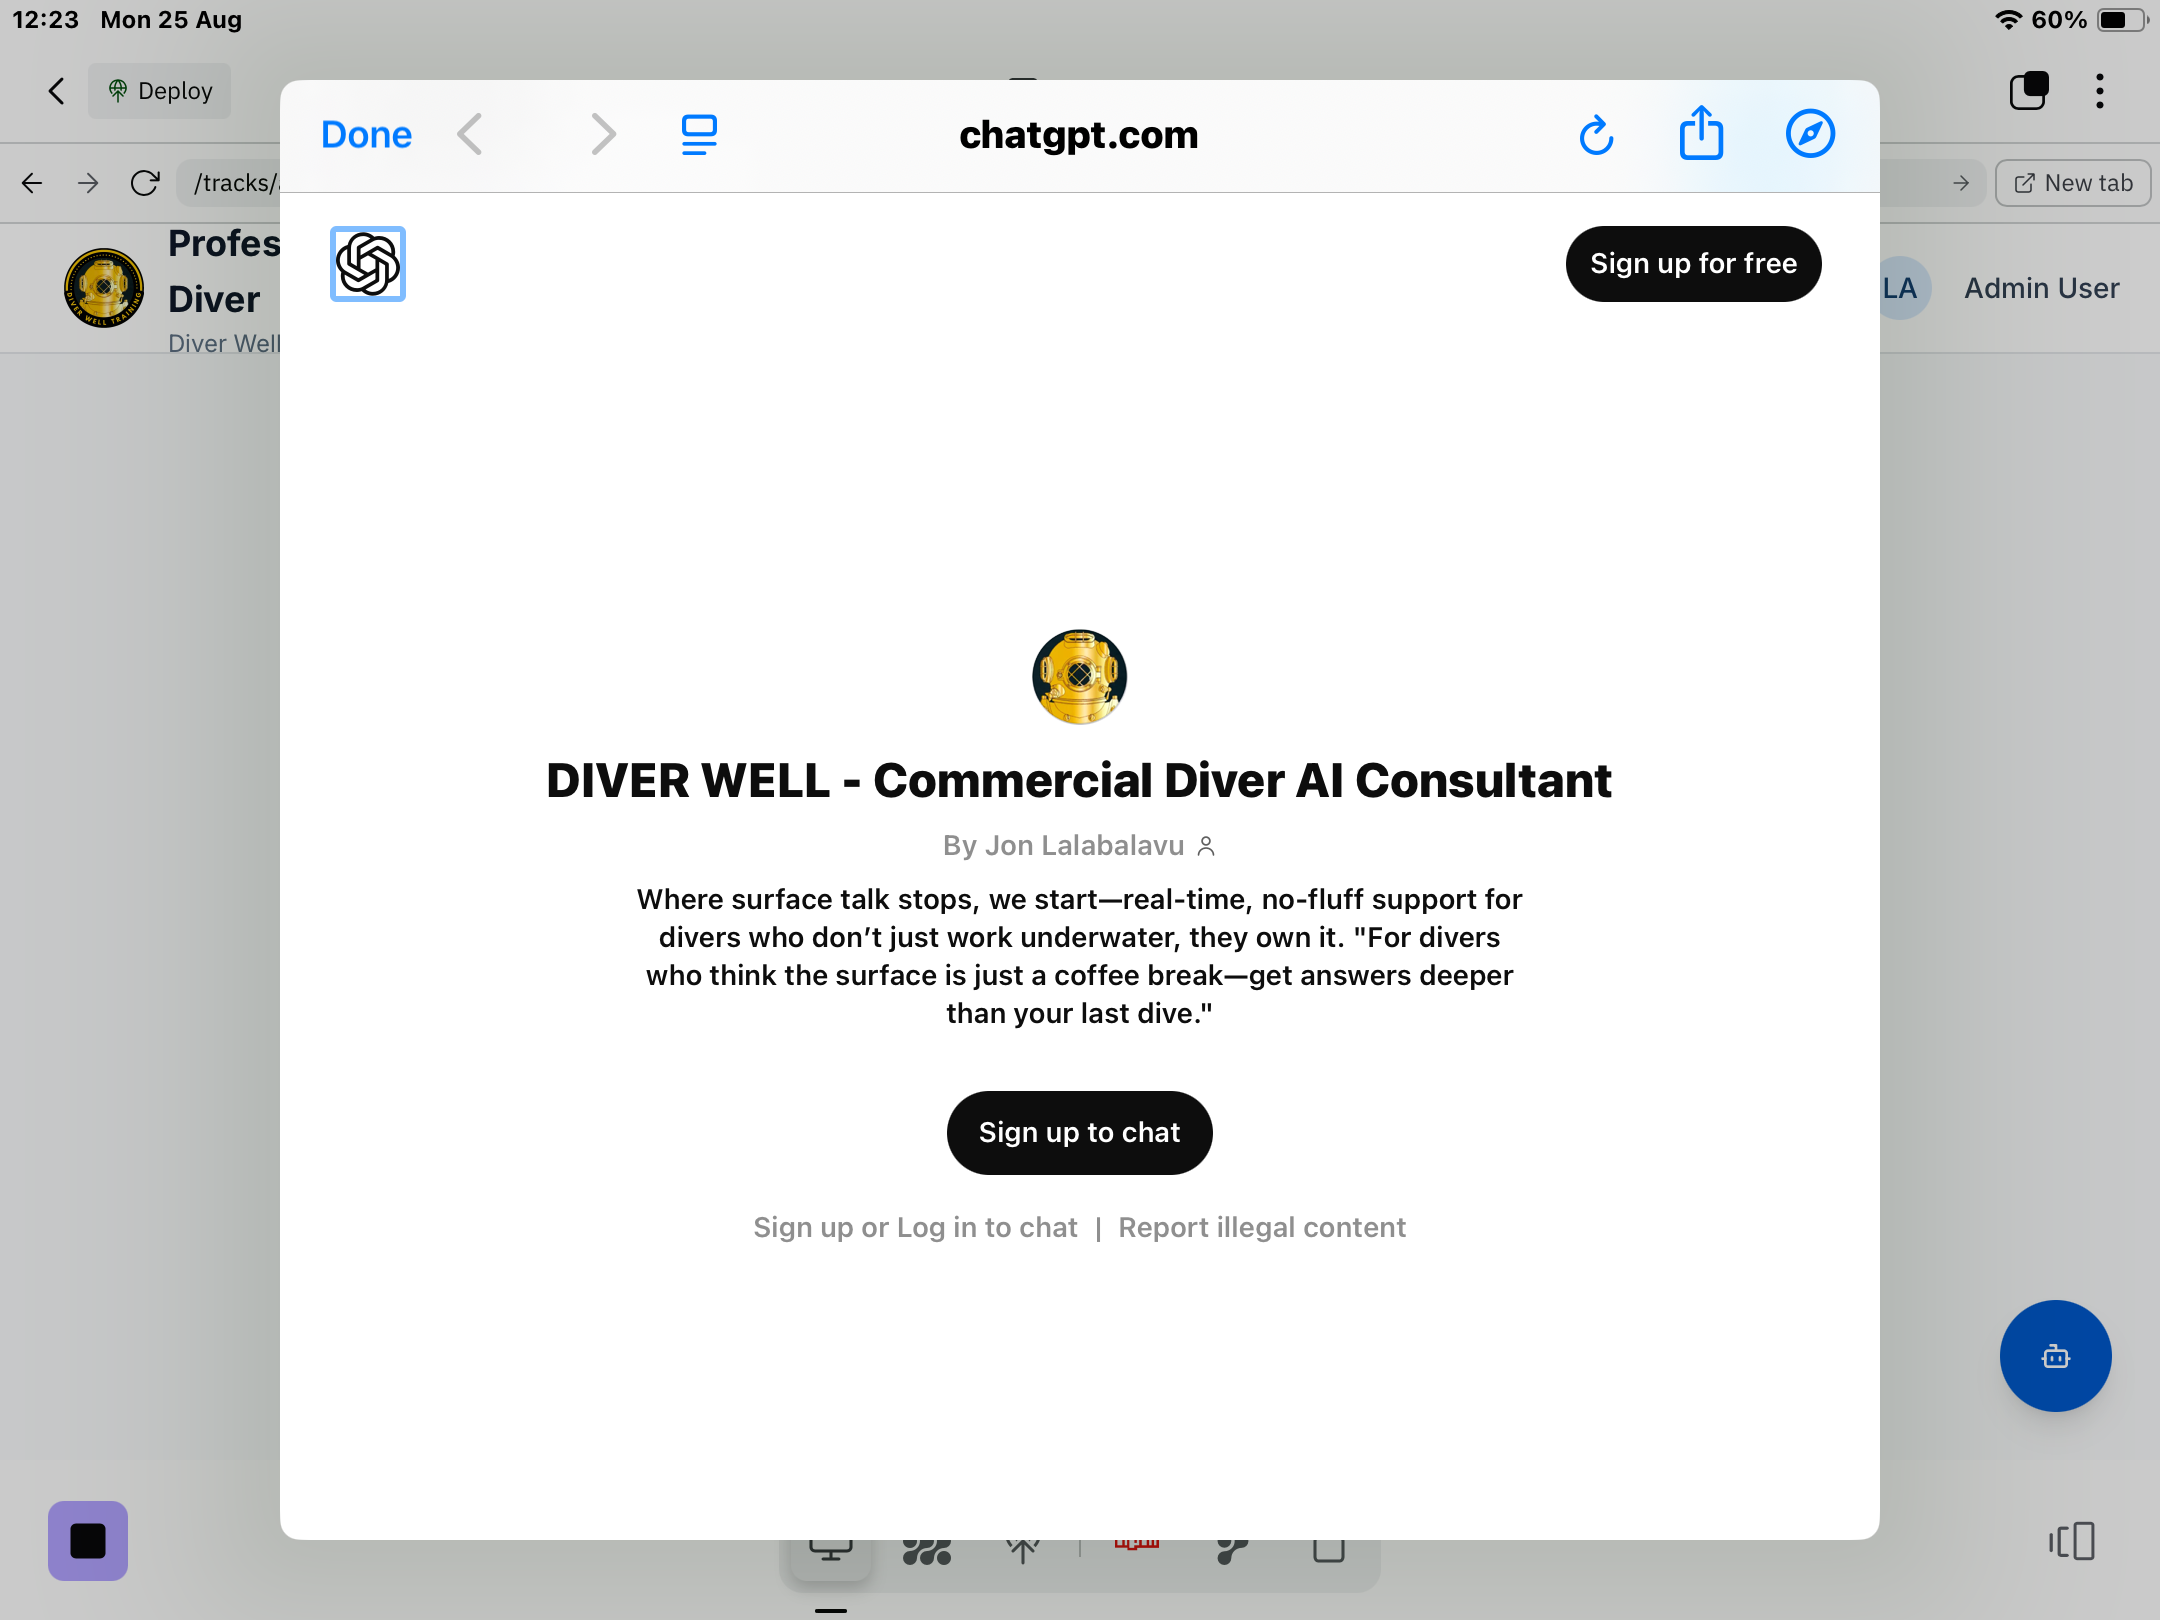 12:23 Mon 25 Aug
60%
Deploy
Done
chatgpt.com
/tracks/
New tab
Sign up for free
Diver
Diver Well
LA
Admin User
DIVER WELL TRAINING
DIVER WELL - Commercial Diver AI Consultant
By Jon Lalabalavu
Where surface talk stops, we start—real-time, no-fluff support for
divers who don’t just work underwater, they own it. "For divers
who think the surface is just a coffee break—get answers deeper
than your last dive."
Sign up to chat
Sign up or Log in to chat | Report illegal content